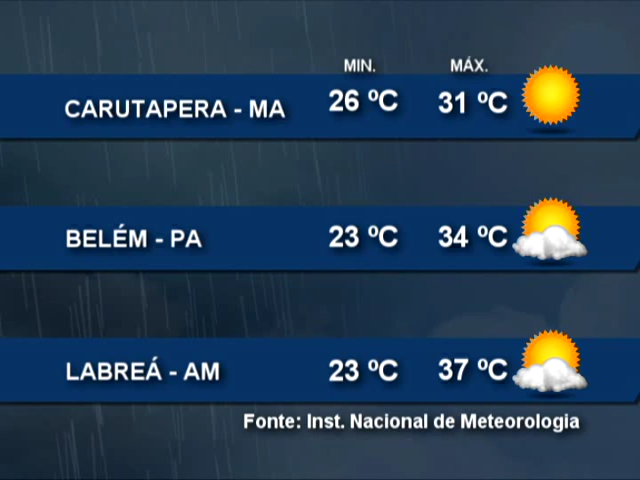 MIN. MÁX.
CARUTAPERA - MA 26 ºC 31 ºC
BELÉM - PA 23 ºC 34 ºC
LABREÁ - AM 23 ºC 37 ºC
Fonte: Inst. Nacional de Meteorologia